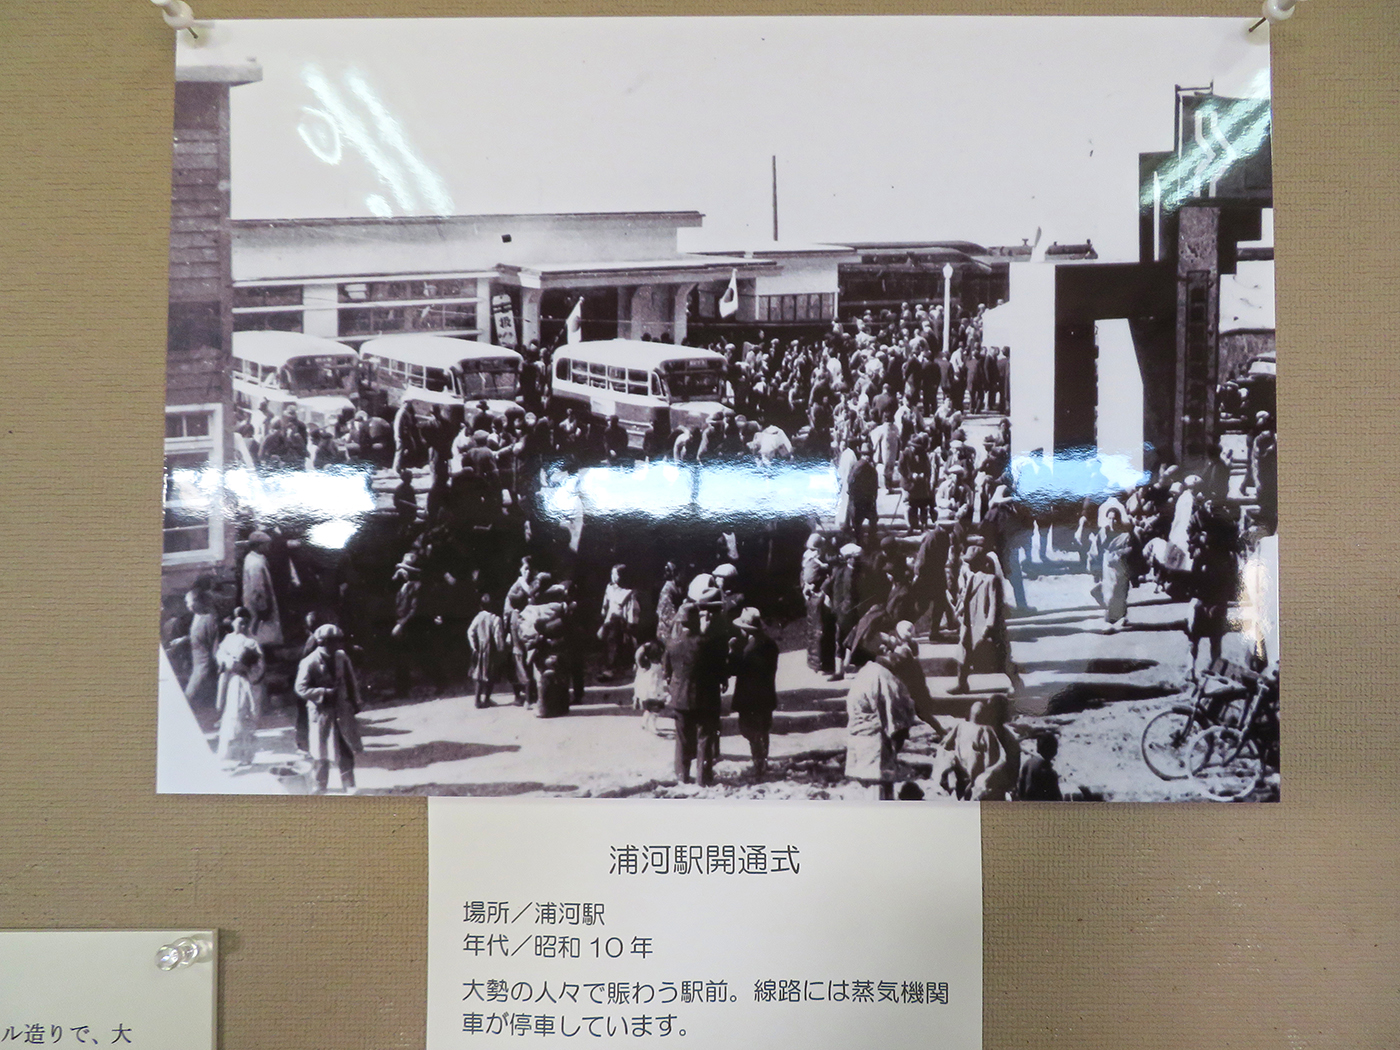 浦河駅開通式
場所／浦河駅
年代／昭和 10 年
大勢の人々で賑わう駅前。線路には蒸気機関
車が停車しています。
ル造りで、大